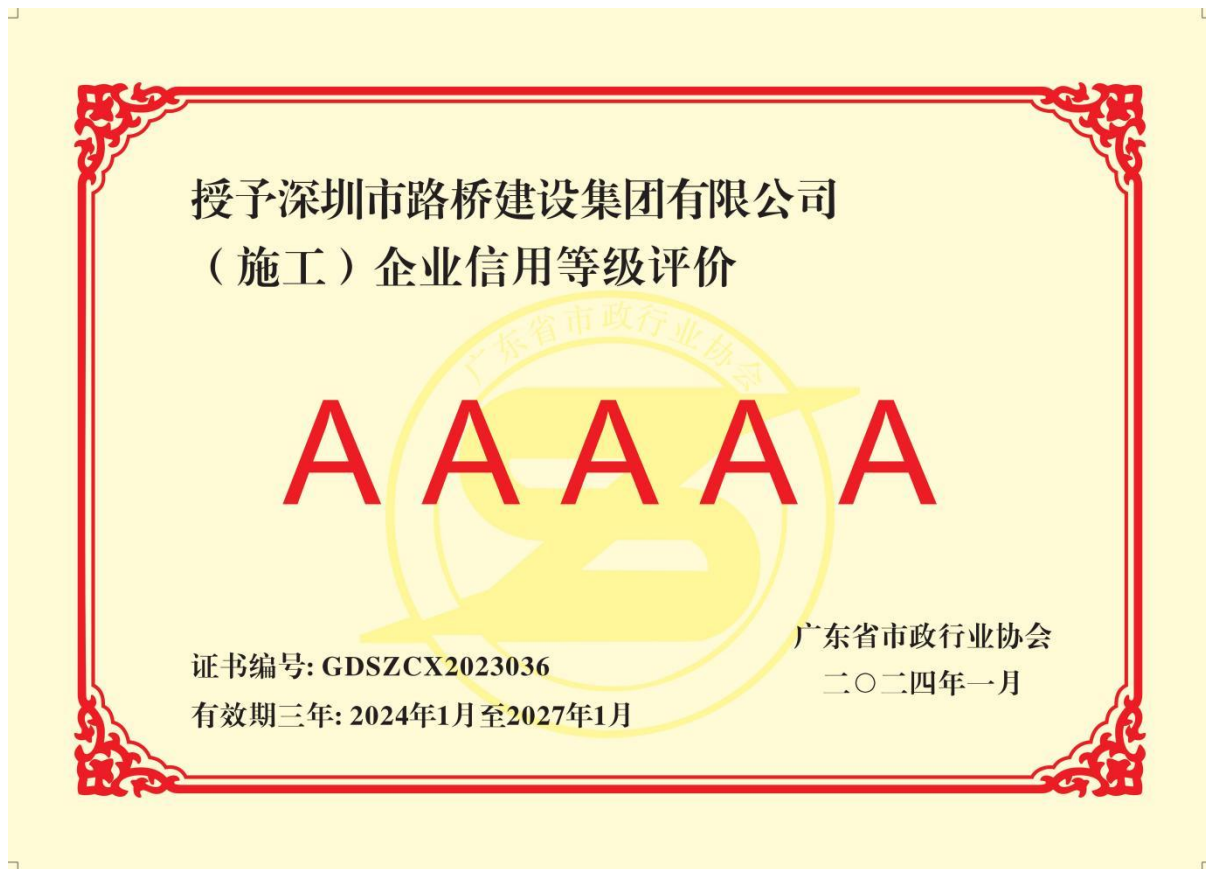 授予深圳市路桥建设集团有限公司
（施工）企业信用等级评价
广东省市政行业协会
AAAAA
广东省市政行业协会
二〇二四年一月
证书编号: GDSZCX2023036
有效期三年: 2024年1月至2027年1月